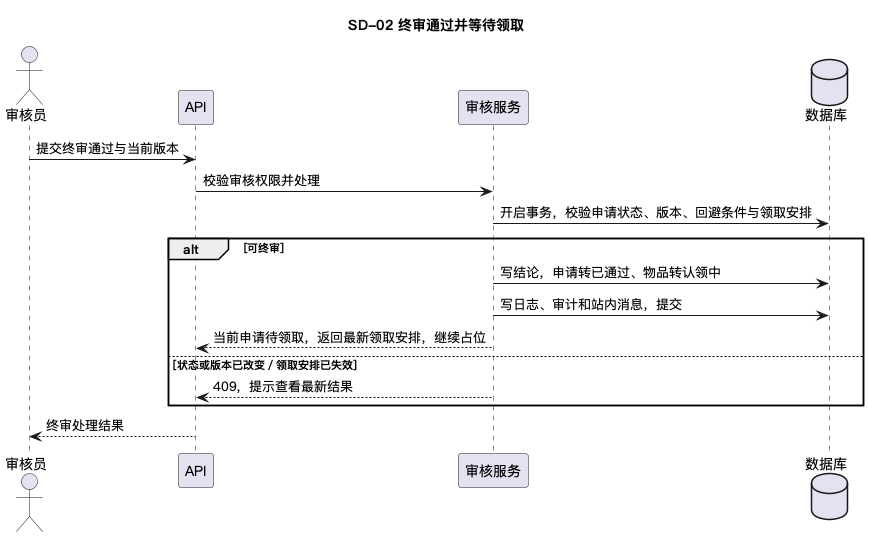 SD-02 终审通过并等待领取
审核员
API
审核服务
数据库
提交终审通过与当前版本
校验审核权限并处理
开启事务，校验申请状态、版本、回避条件与领取安排
alt
[可终审]
写结论，申请转已通过、物品转认领中
写日志、审计和站内消息，提交
当前申请待领取，返回最新领取安排，继续占位
[状态或版本已改变 / 领取安排已失效]
409，提示查看最新结果
终审处理结果
审核员
API
审核服务
数据库